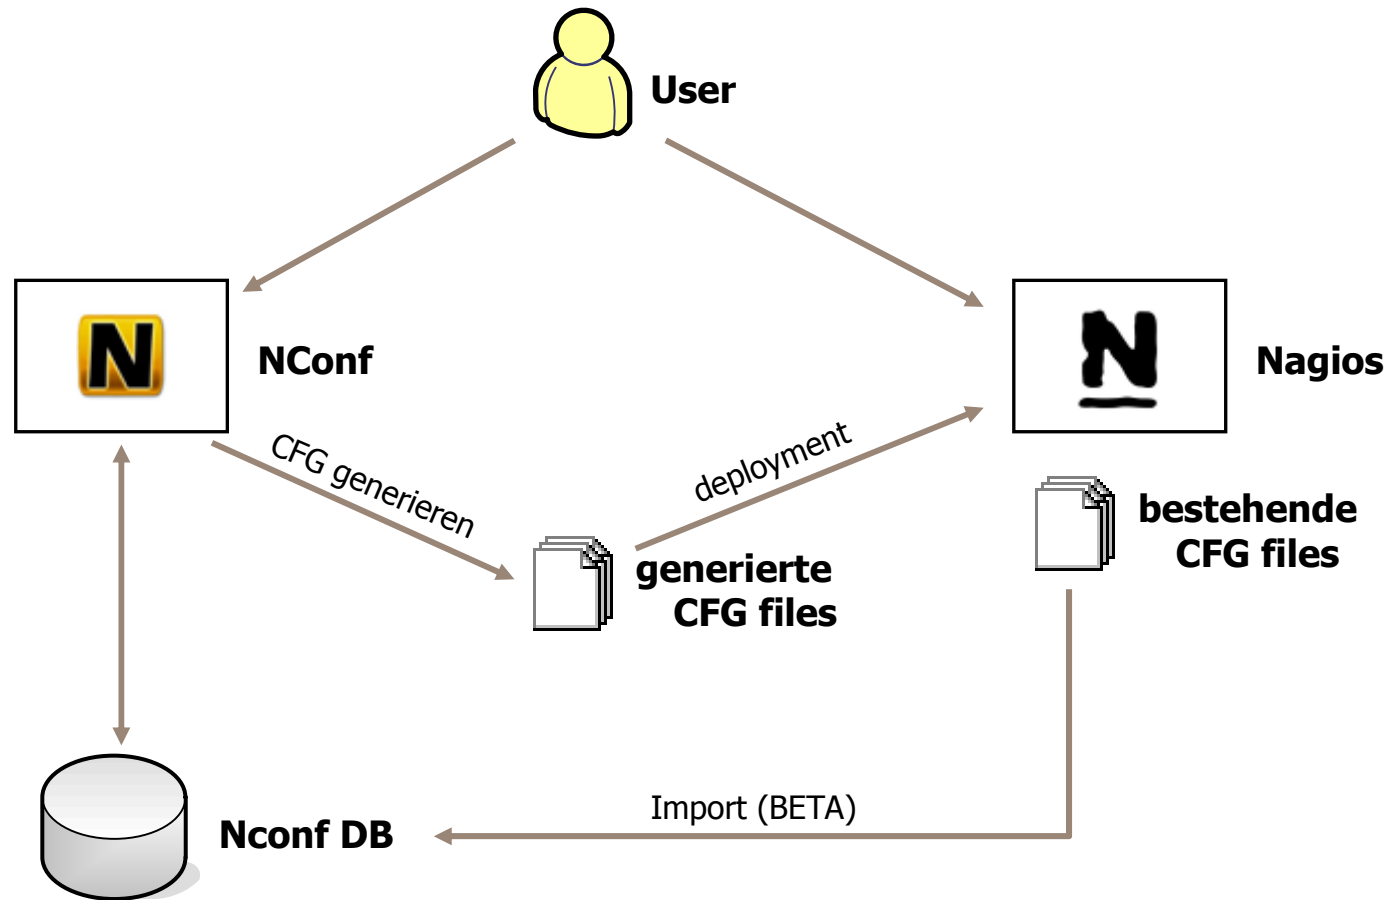 User
N
NConf
N
Nagios
CFG generieren
deployment
bestehende
CFG files
generierte
CFG files
Import (BETA)
Nconf DB